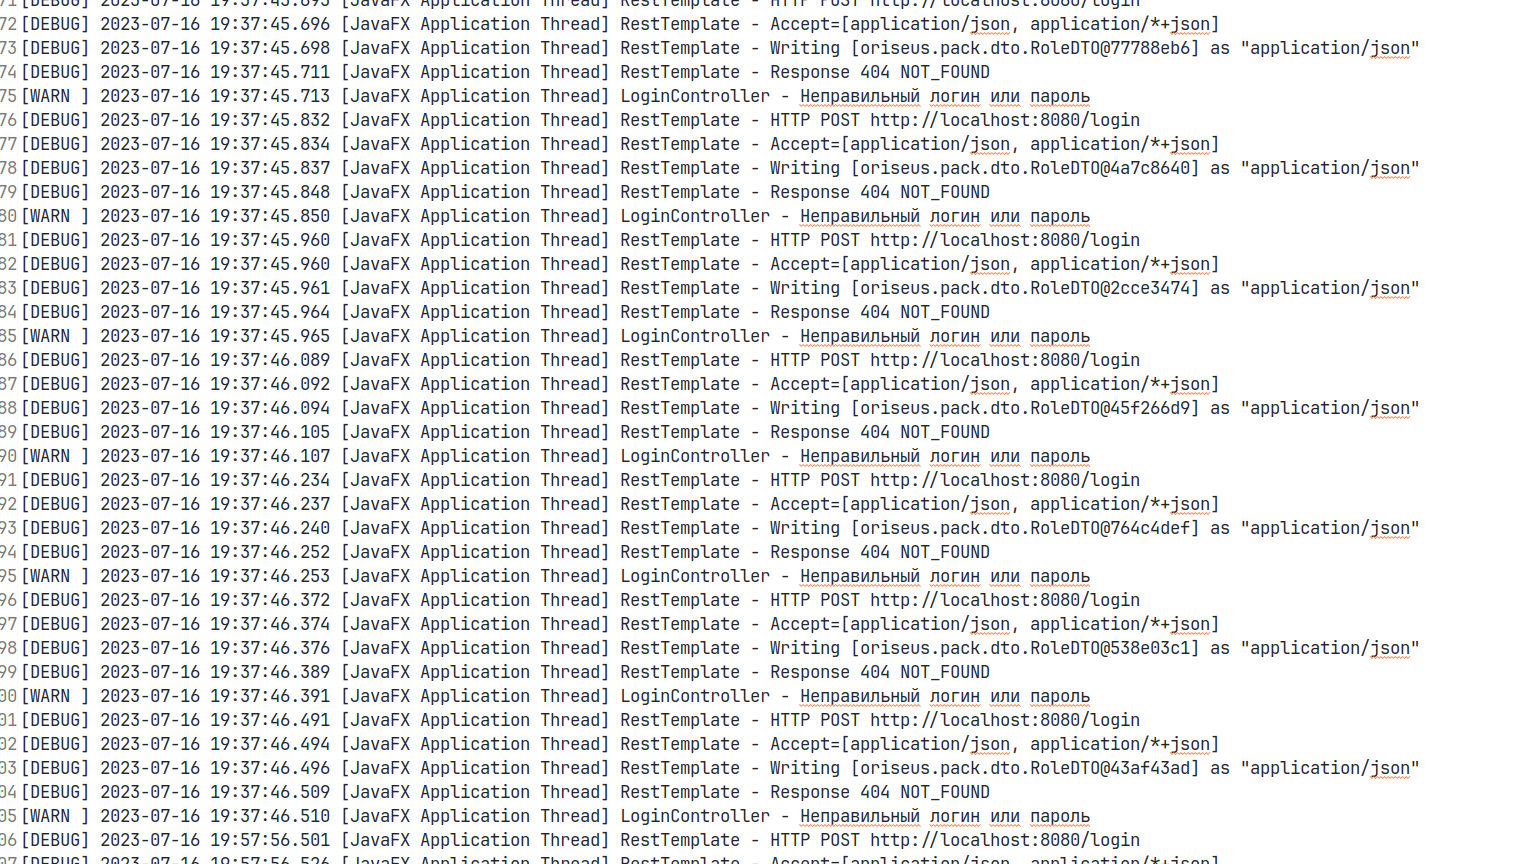 71 [DEBUG] 2023-07-16 19:37:45.695 [JavaFX Application Thread] RestTemplate - HTTP POST http://localhost:8080/login
72 [DEBUG] 2023-07-16 19:37:45.696 [JavaFX Application Thread] RestTemplate - Accept=[application/json, application/*+json]
73 [DEBUG] 2023-07-16 19:37:45.698 [JavaFX Application Thread] RestTemplate - Writing [oriseus.pack.dto.RoleDTO@77788eb6] as "application/json"
74 [DEBUG] 2023-07-16 19:37:45.711 [JavaFX Application Thread] RestTemplate - Response 404 NOT_FOUND
75 [WARN ] 2023-07-16 19:37:45.713 [JavaFX Application Thread] LoginController - Неправильный логин или пароль
76 [DEBUG] 2023-07-16 19:37:45.832 [JavaFX Application Thread] RestTemplate - HTTP POST http://localhost:8080/login
77 [DEBUG] 2023-07-16 19:37:45.834 [JavaFX Application Thread] RestTemplate - Accept=[application/json, application/*+json]
78 [DEBUG] 2023-07-16 19:37:45.837 [JavaFX Application Thread] RestTemplate - Writing [oriseus.pack.dto.RoleDTO@4a7c8640] as "application/json"
79 [DEBUG] 2023-07-16 19:37:45.848 [JavaFX Application Thread] RestTemplate - Response 404 NOT_FOUND
80 [WARN ] 2023-07-16 19:37:45.850 [JavaFX Application Thread] LoginController - Неправильный логин или пароль
81 [DEBUG] 2023-07-16 19:37:45.960 [JavaFX Application Thread] RestTemplate - HTTP POST http://localhost:8080/login
82 [DEBUG] 2023-07-16 19:37:45.960 [JavaFX Application Thread] RestTemplate - Accept=[application/json, application/*+json]
83 [DEBUG] 2023-07-16 19:37:45.961 [JavaFX Application Thread] RestTemplate - Writing [oriseus.pack.dto.RoleDTO@2cce3474] as "application/json"
84 [DEBUG] 2023-07-16 19:37:45.964 [JavaFX Application Thread] RestTemplate - Response 404 NOT_FOUND
85 [WARN ] 2023-07-16 19:37:45.965 [JavaFX Application Thread] LoginController - Неправильный логин или пароль
86 [DEBUG] 2023-07-16 19:37:46.089 [JavaFX Application Thread] RestTemplate - HTTP POST http://localhost:8080/login
87 [DEBUG] 2023-07-16 19:37:46.092 [JavaFX Application Thread] RestTemplate - Accept=[application/json, application/*+json]
88 [DEBUG] 2023-07-16 19:37:46.094 [JavaFX Application Thread] RestTemplate - Writing [oriseus.pack.dto.RoleDTO@45f266d9] as "application/json"
89 [DEBUG] 2023-07-16 19:37:46.105 [JavaFX Application Thread] RestTemplate - Response 404 NOT_FOUND
90 [WARN ] 2023-07-16 19:37:46.107 [JavaFX Application Thread] LoginController - Неправильный логин или пароль
91 [DEBUG] 2023-07-16 19:37:46.234 [JavaFX Application Thread] RestTemplate - HTTP POST http://localhost:8080/login
92 [DEBUG] 2023-07-16 19:37:46.237 [JavaFX Application Thread] RestTemplate - Accept=[application/json, application/*+json]
93 [DEBUG] 2023-07-16 19:37:46.240 [JavaFX Application Thread] RestTemplate - Writing [oriseus.pack.dto.RoleDTO@764c4def] as "application/json"
94 [DEBUG] 2023-07-16 19:37:46.252 [JavaFX Application Thread] RestTemplate - Response 404 NOT_FOUND
95 [WARN ] 2023-07-16 19:37:46.253 [JavaFX Application Thread] LoginController - Неправильный логин или пароль
96 [DEBUG] 2023-07-16 19:37:46.372 [JavaFX Application Thread] RestTemplate - HTTP POST http://localhost:8080/login
97 [DEBUG] 2023-07-16 19:37:46.374 [JavaFX Application Thread] RestTemplate - Accept=[application/json, application/*+json]
98 [DEBUG] 2023-07-16 19:37:46.376 [JavaFX Application Thread] RestTemplate - Writing [oriseus.pack.dto.RoleDTO@538e03c1] as "application/json"
99 [DEBUG] 2023-07-16 19:37:46.389 [JavaFX Application Thread] RestTemplate - Response 404 NOT_FOUND
00 [WARN ] 2023-07-16 19:37:46.391 [JavaFX Application Thread] LoginController - Неправильный логин или пароль
01 [DEBUG] 2023-07-16 19:37:46.491 [JavaFX Application Thread] RestTemplate - HTTP POST http://localhost:8080/login
02 [DEBUG] 2023-07-16 19:37:46.494 [JavaFX Application Thread] RestTemplate - Accept=[application/json, application/*+json]
03 [DEBUG] 2023-07-16 19:37:46.496 [JavaFX Application Thread] RestTemplate - Writing [oriseus.pack.dto.RoleDTO@43af43ad] as "application/json"
04 [DEBUG] 2023-07-16 19:37:46.509 [JavaFX Application Thread] RestTemplate - Response 404 NOT_FOUND
05 [WARN ] 2023-07-16 19:37:46.510 [JavaFX Application Thread] LoginController - Неправильный логин или пароль
06 [DEBUG] 2023-07-16 19:57:56.501 [JavaFX Application Thread] RestTemplate - HTTP POST http://localhost:8080/login
07 [DEBUG] 2023-07-16 19:57:56.526 [JavaFX Application Thread] RestTemplate - Accept=[application/json, application/*+json]